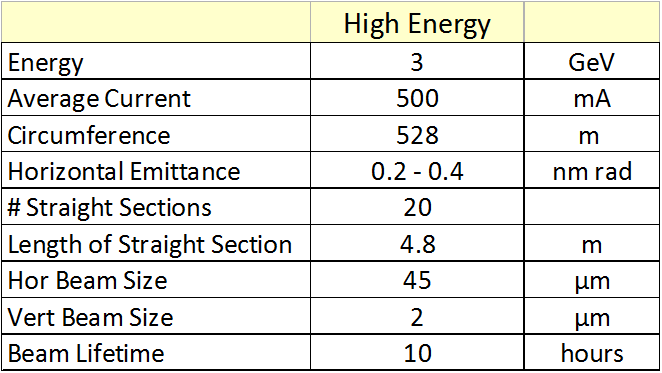 High Energy
Energy 3 GeV
Average Current 500 mA
Circumference 528 m
Horizontal Emittance 0.2 - 0.4 nm rad
# Straight Sections 20
Length of Straight Section 4.8 m
Hor Beam Size 45 µm
Vert Beam Size 2 µm
Beam Lifetime 10 hours